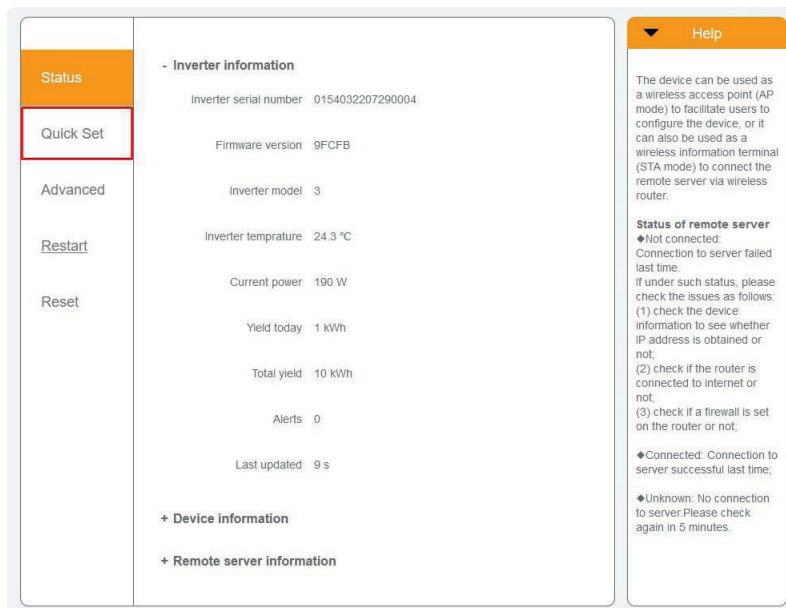 Status
Quick Set
Advanced
Restart
Reset
- Inverter information
Inverter serial number 0154032207290004
Firmware version 9FCFB
Inverter model 3
Inverter temprature 24.3 ℃
Current power 190 W
Yield today 1 kWh
Total yield 10 kWh
Alerts 0
Last updated 9 s
+ Device information
+ Remote server information
Help
The device can be used as
a wireless access point (AP
mode) to facilitate users to
configure the device, or it
can also be used as a
wireless information terminal
(STA mode) to connect the
remote server via wireless
router.
Status of remote server
◆Not connected:
Connection to server failed
last time.
If under such status, please
check the issues as follows:
(1) check the device
information to see whether
IP address is obtained or
not;
(2) check if the router is
connected to internet or
not;
(3) check if a firewall is set
on the router or not;
◆Connected: Connection to
server successful last time;
◆Unknown: No connection
to server.Please check
again in 5 minutes.